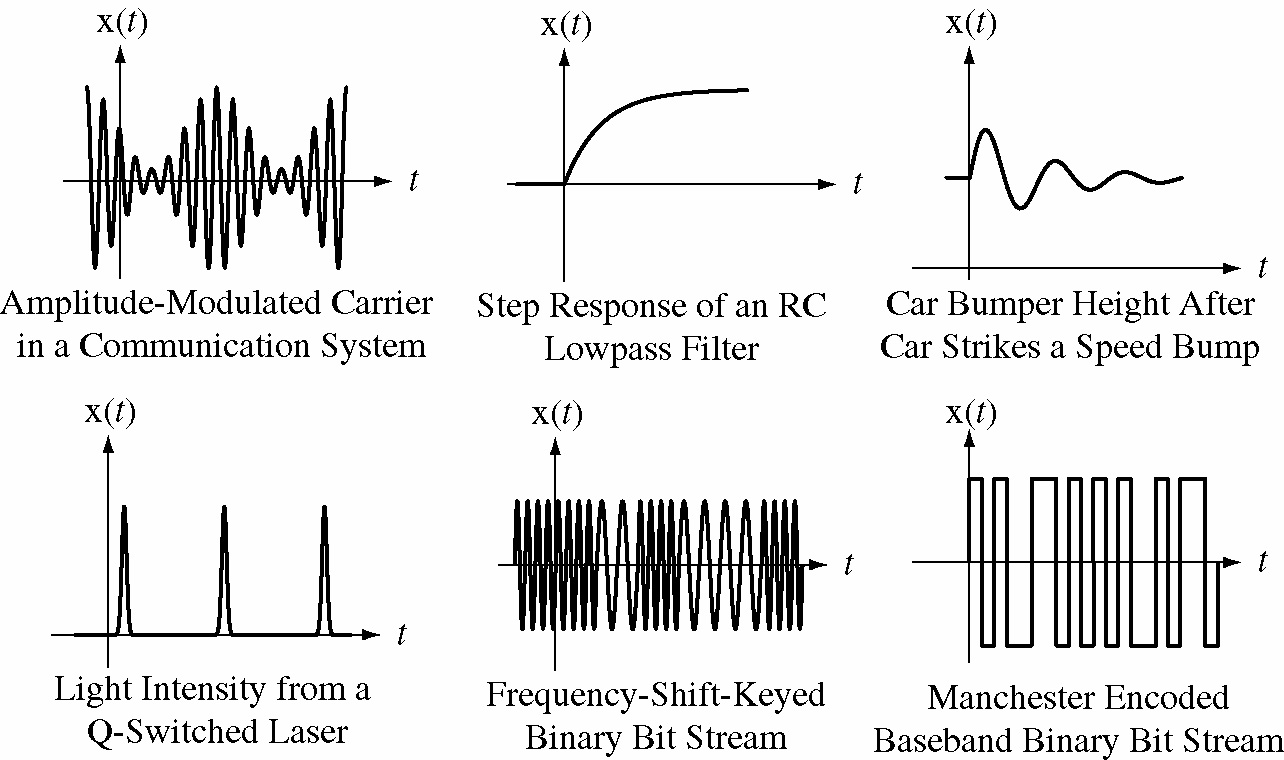 x(t)
x(t)
x(t)
t
t
t
Amplitude-Modulated Carrier
in a Communication System
Step Response of an RC
Lowpass Filter
Car Bumper Height After
Car Strikes a Speed Bump
x(t)
x(t)
x(t)
t
t
t
Light Intensity from a
Q-Switched Laser
Frequency-Shift-Keyed
Binary Bit Stream
Manchester Encoded
Baseband Binary Bit Stream